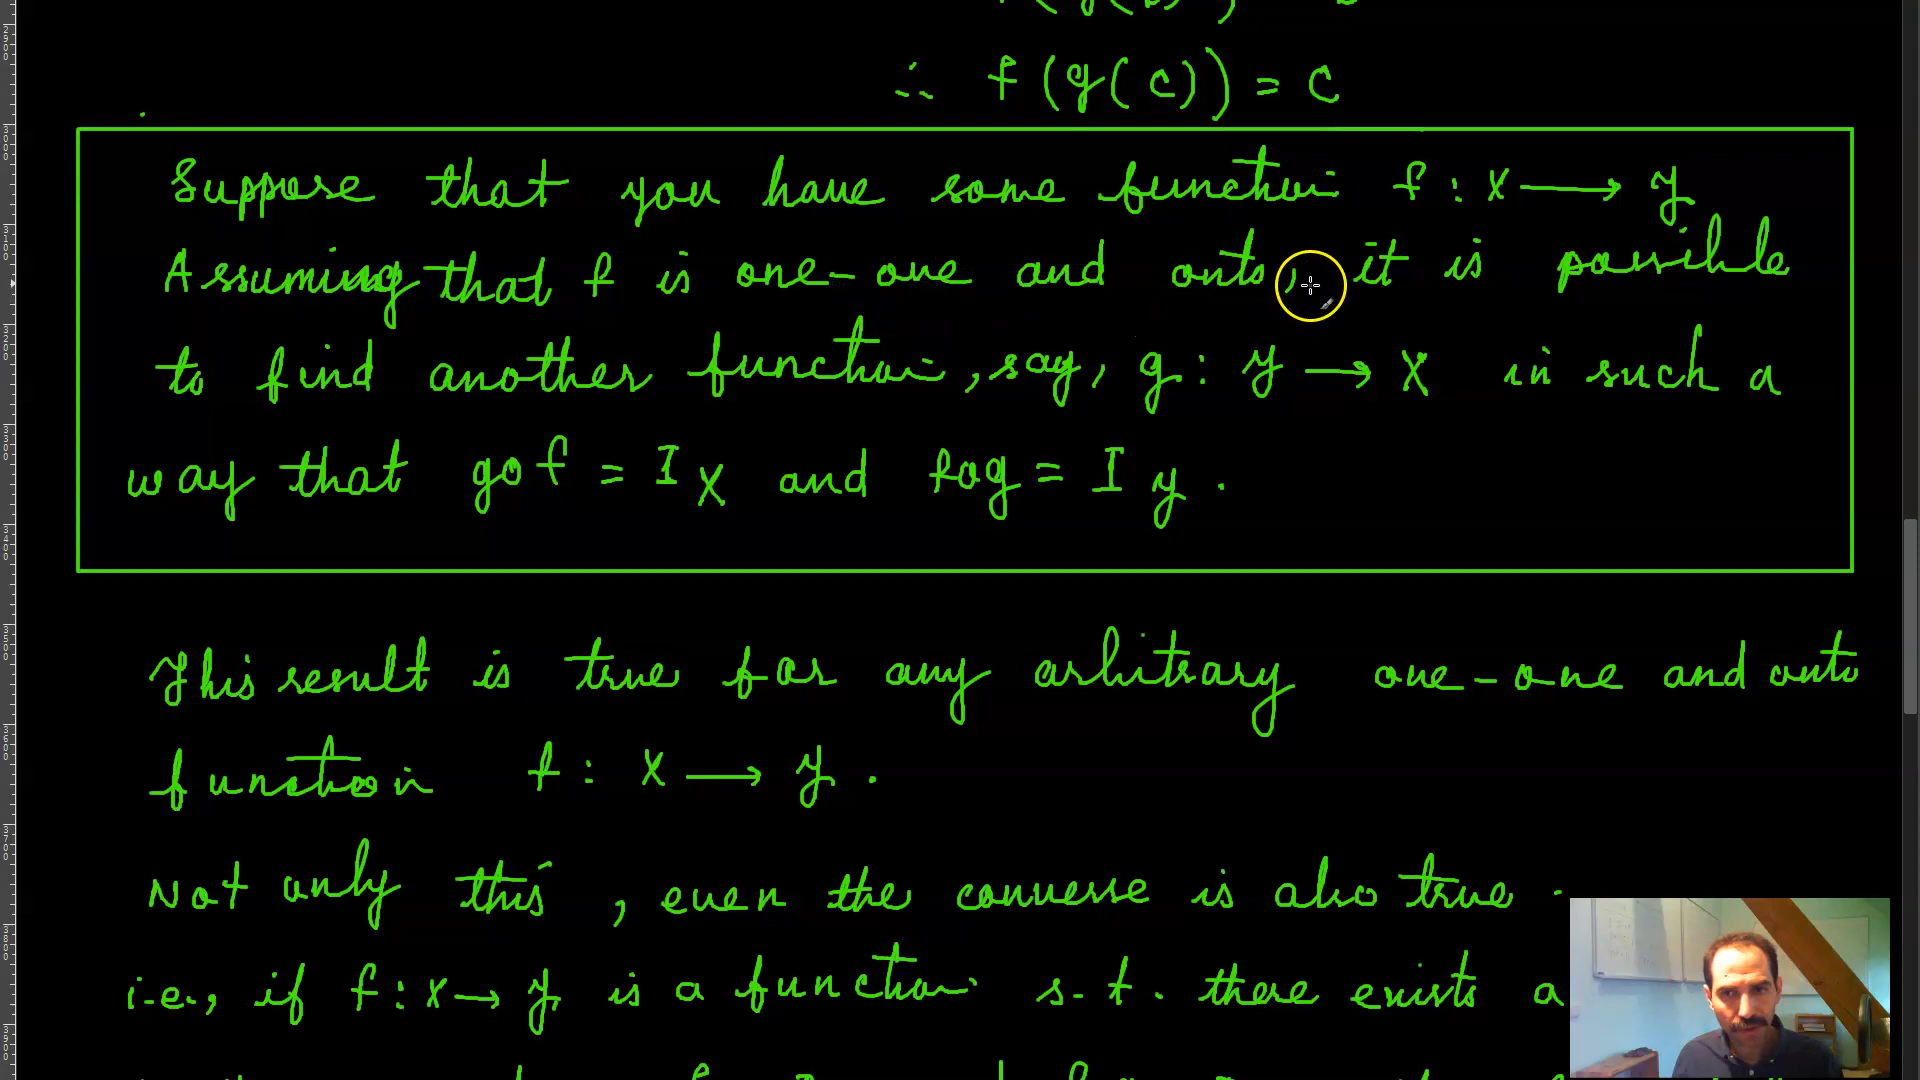 ∴ f(g(c)) = c
Suppose that you have some function f : X → Y
Assuming that f is one-one and onto, it is possible
to find another function, say, g : Y → X in such a
way that gof = I X and fog = I Y .
This result is true for any arbitrary one-one and onto
function f : X → Y .
Not only this, even the converse is also true .
i.e., if f : X → Y is a function s.t. there exists a